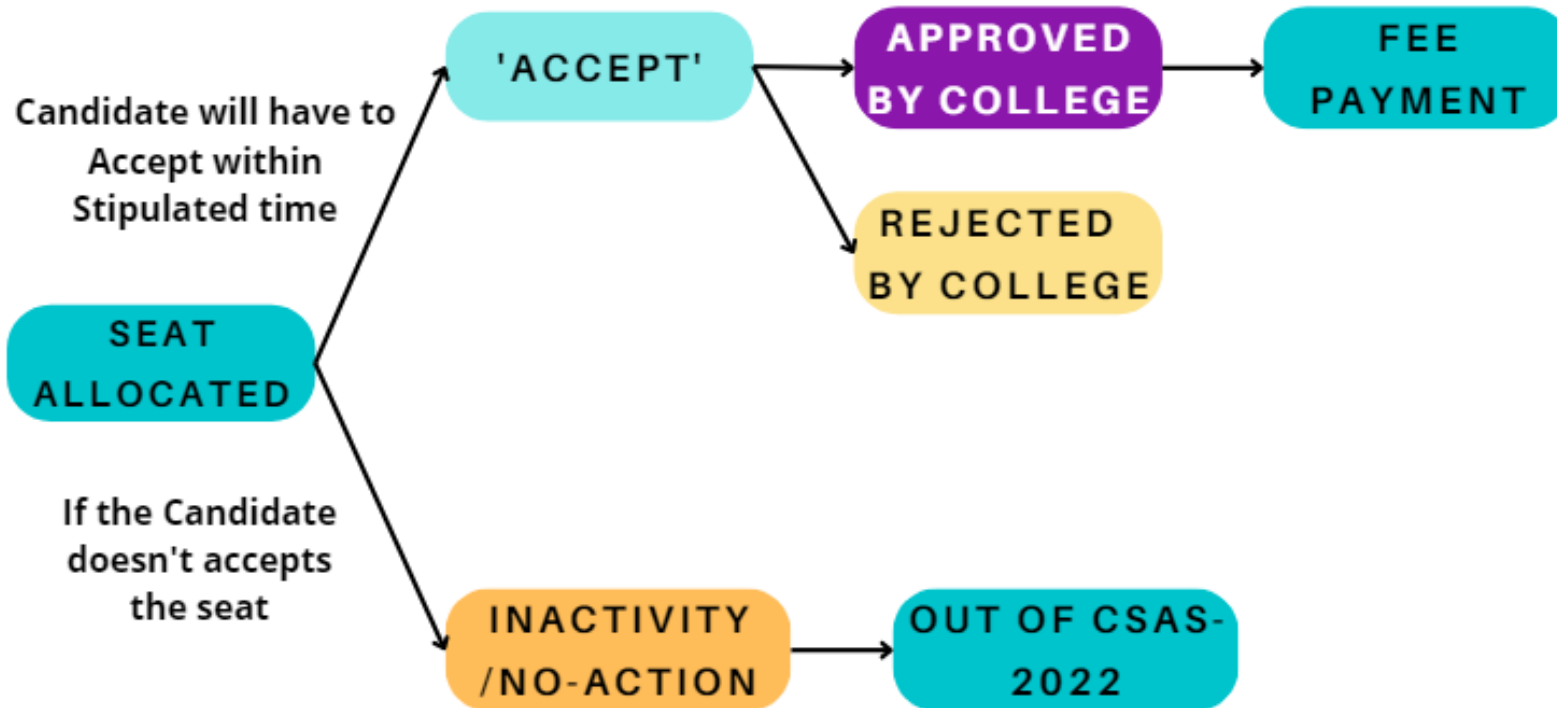 'ACCEPT'
APPROVED
BY COLLEGE
FEE
PAYMENT
Candidate will have to
Accept within
Stipulated time
REJECTED
BY COLLEGE
SEAT
ALLOCATED
If the Candidate
doesn't accepts
the seat
INACTIVITY
/NO-ACTION
OUT OF CSAS-
2022